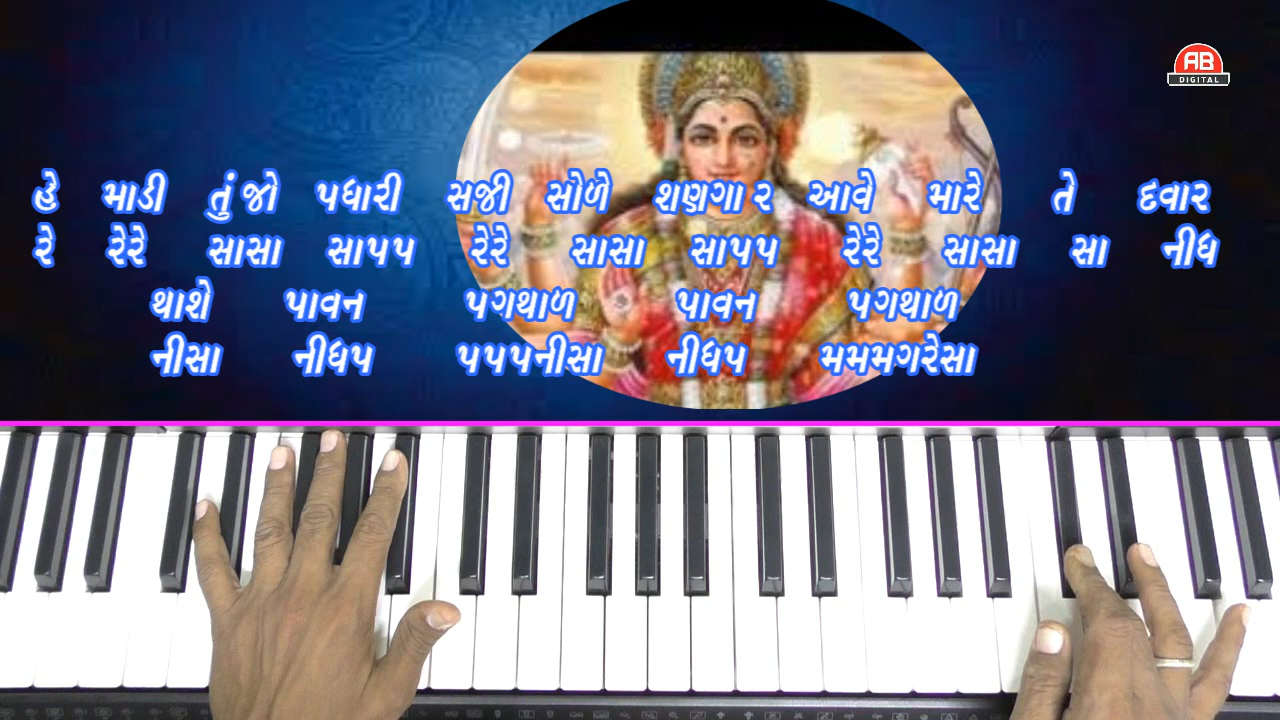 AB
DIGITAL
હે માડી તું જો પધારી સજી સોળે શણગાર આવે મારે તે દવાર
રે રેરે સાસા સાપપ રેરે સાસા સાપપ રેરે સાસા સા નીધ
થાશે પાવન પગથાળ પાવન પગથાળ
નીસા નીધપ પપપનીસા નીધપ મમમગરેસા